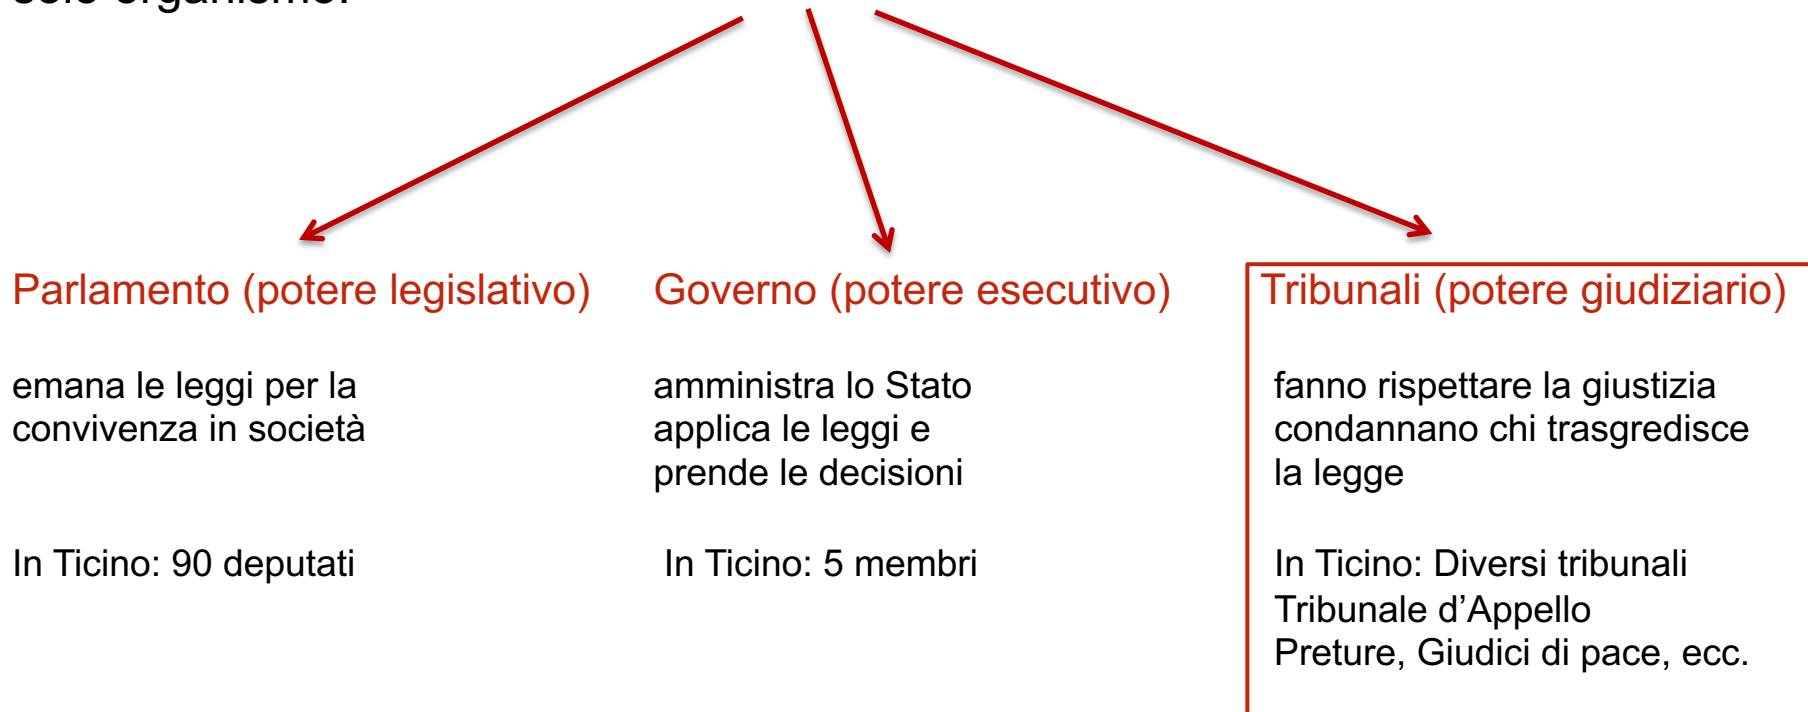 solo organismo.
Parlamento (potere legislativo)
emana le leggi per la
convivenza in società
In Ticino: 90 deputati
Governo (potere esecutivo)
amministra lo Stato
applica le leggi e
prende le decisioni
In Ticino: 5 membri
Tribunali (potere giudiziario)
fanno rispettare la giustizia
condannano chi trasgredisce
la legge
In Ticino: Diversi tribunali
Tribunale d’Appello
Preture, Giudici di pace, ecc.